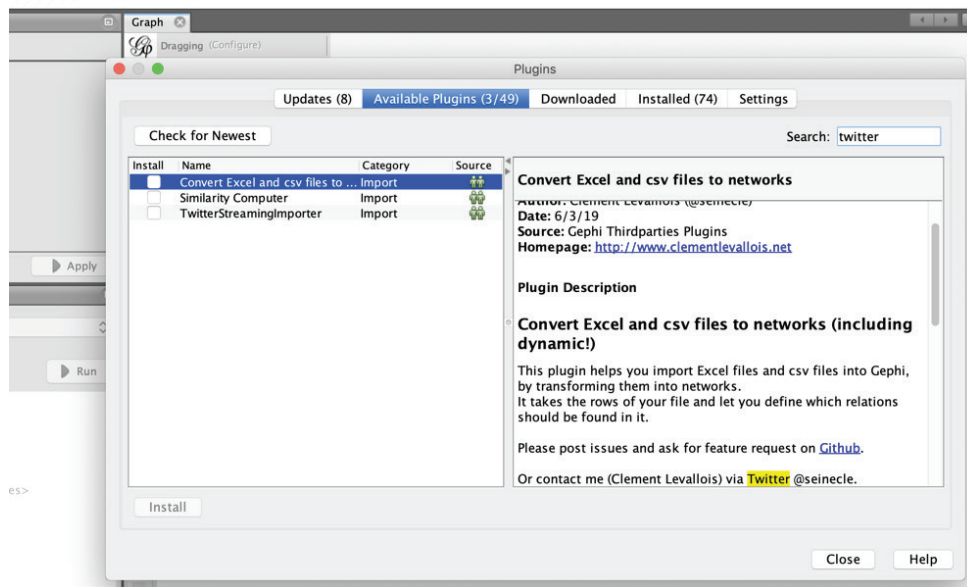 Graph
Dragging (Configure)
Plugins
Updates (8) Available Plugins (3/49) Downloaded Installed (74) Settings
Check for Newest
Search: twitter
Install Name Category Source
Convert Excel and csv files to ... Import
Similarity Computer Import
TwitterStreamingImporter Import
Convert Excel and csv files to networks
Author: Clement Levallois (@seinecle)
Date: 6/3/19
Source: Gephi Thirdparties Plugins
Homepage: http://www.clementlevallois.net
Plugin Description
Convert Excel and csv files to networks (including
dynamic!)
This plugin helps you import Excel files and csv files into Gephi,
by transforming them into networks.
It takes the rows of your file and let you define which relations
should be found in it.
Please post issues and ask for feature request on Github.
Or contact me (Clement Levallois) via Twitter @seinecle.
Apply
Run
es>
Install
Close Help